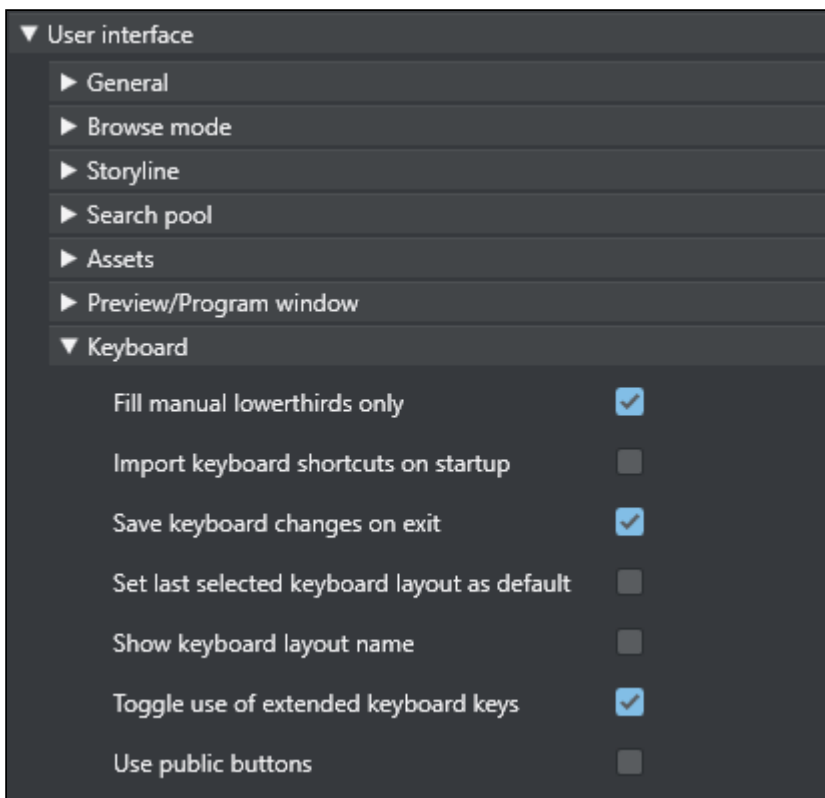 User interface
General
Browse mode
Storyline
Search pool
Assets
Preview/Program window
Keyboard
Fill manual lowerthirds only
Import keyboard shortcuts on startup
Save keyboard changes on exit
Set last selected keyboard layout as default
Show keyboard layout name
Toggle use of extended keyboard keys
Use public buttons